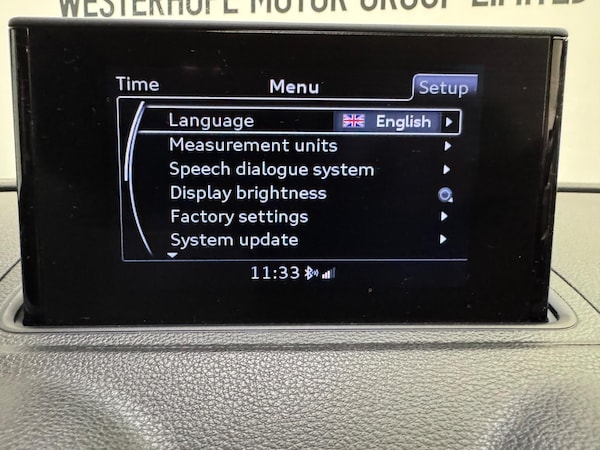 WESTERHOPE MOTOR GROUP LIMITED
Time Menu Setup
Language English
Measurement units
Speech dialogue system
Display brightness
Factory settings
System update
11:33